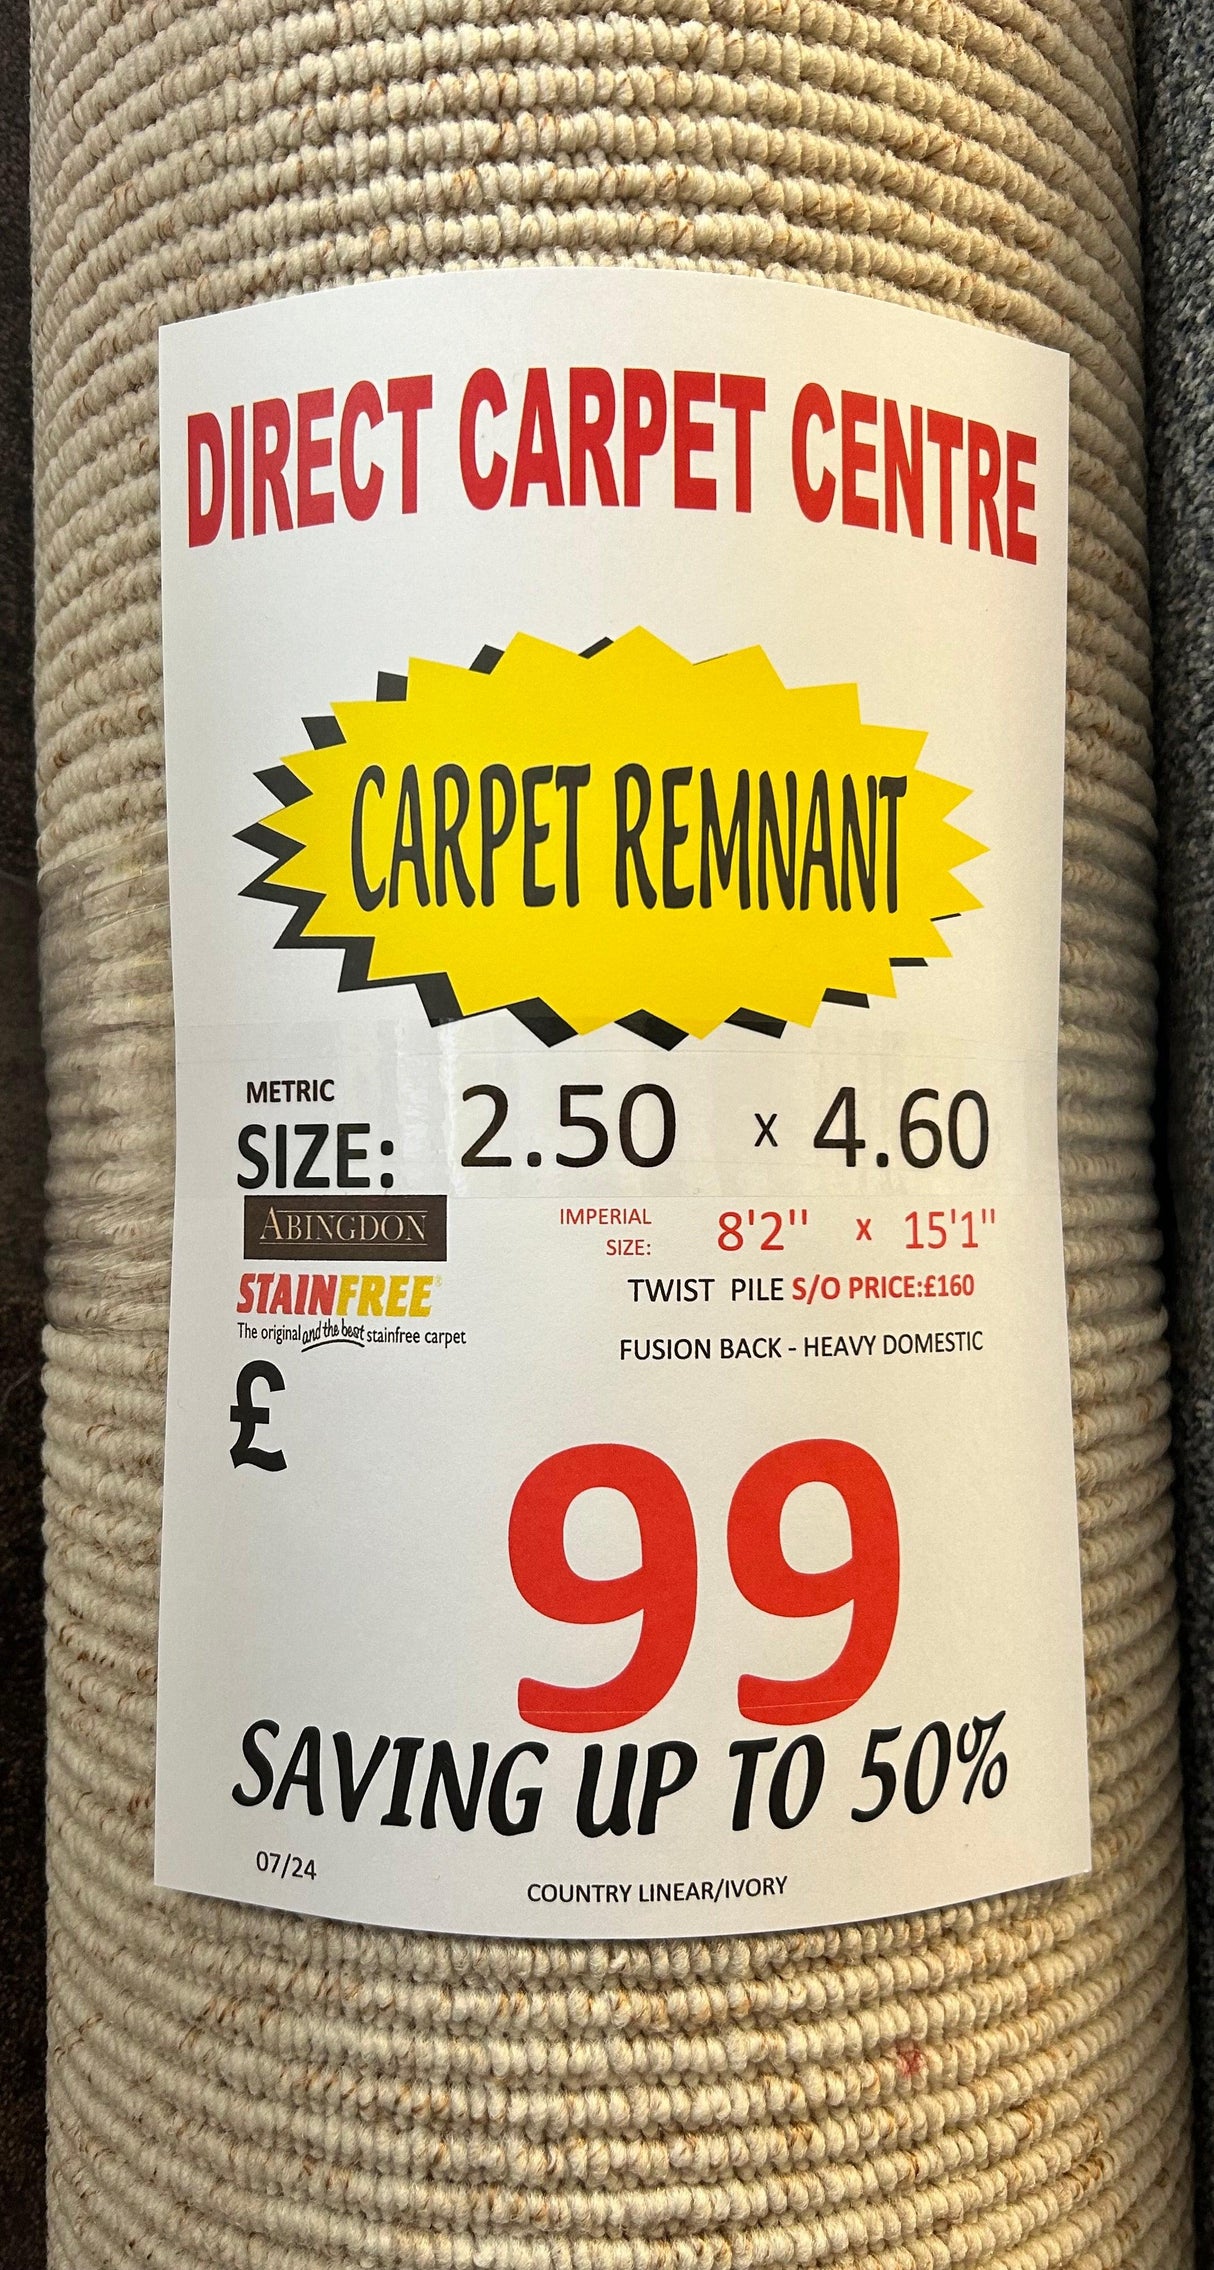 DIRECT CARPET CENTRE
CARPET REMNANT
METRIC
SIZE: 2.50 x 4.60
ABINGDON
IMPERIAL
SIZE: 8'2'' x 15'1''
STAINFREE®
The original and the best stainfree carpet
TWIST PILE S/O PRICE:£160
FUSION BACK - HEAVY DOMESTIC
£
99
SAVING UP TO 50%
07/24
COUNTRY LINEAR/IVORY